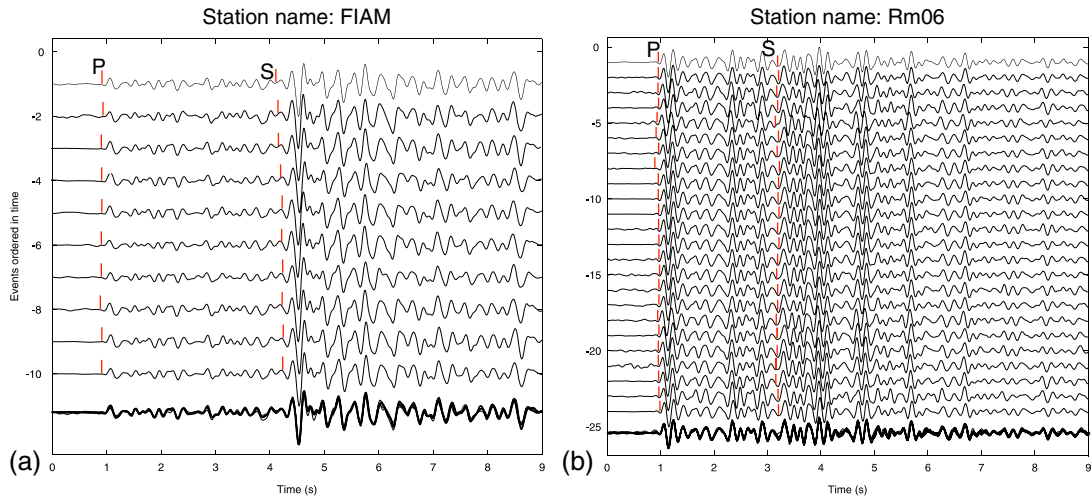 Station name: FIAM
Station name: Rm06
P
S
0
-2
-4
-6
-8
-10
Events ordered in time
(a)
0 1 2 3 4 5 6 7 8 9
Time (s)
P
S
0
-5
-10
-15
-20
-25
(b)
0 1 2 3 4 5 6 7 8 9
Time (s)